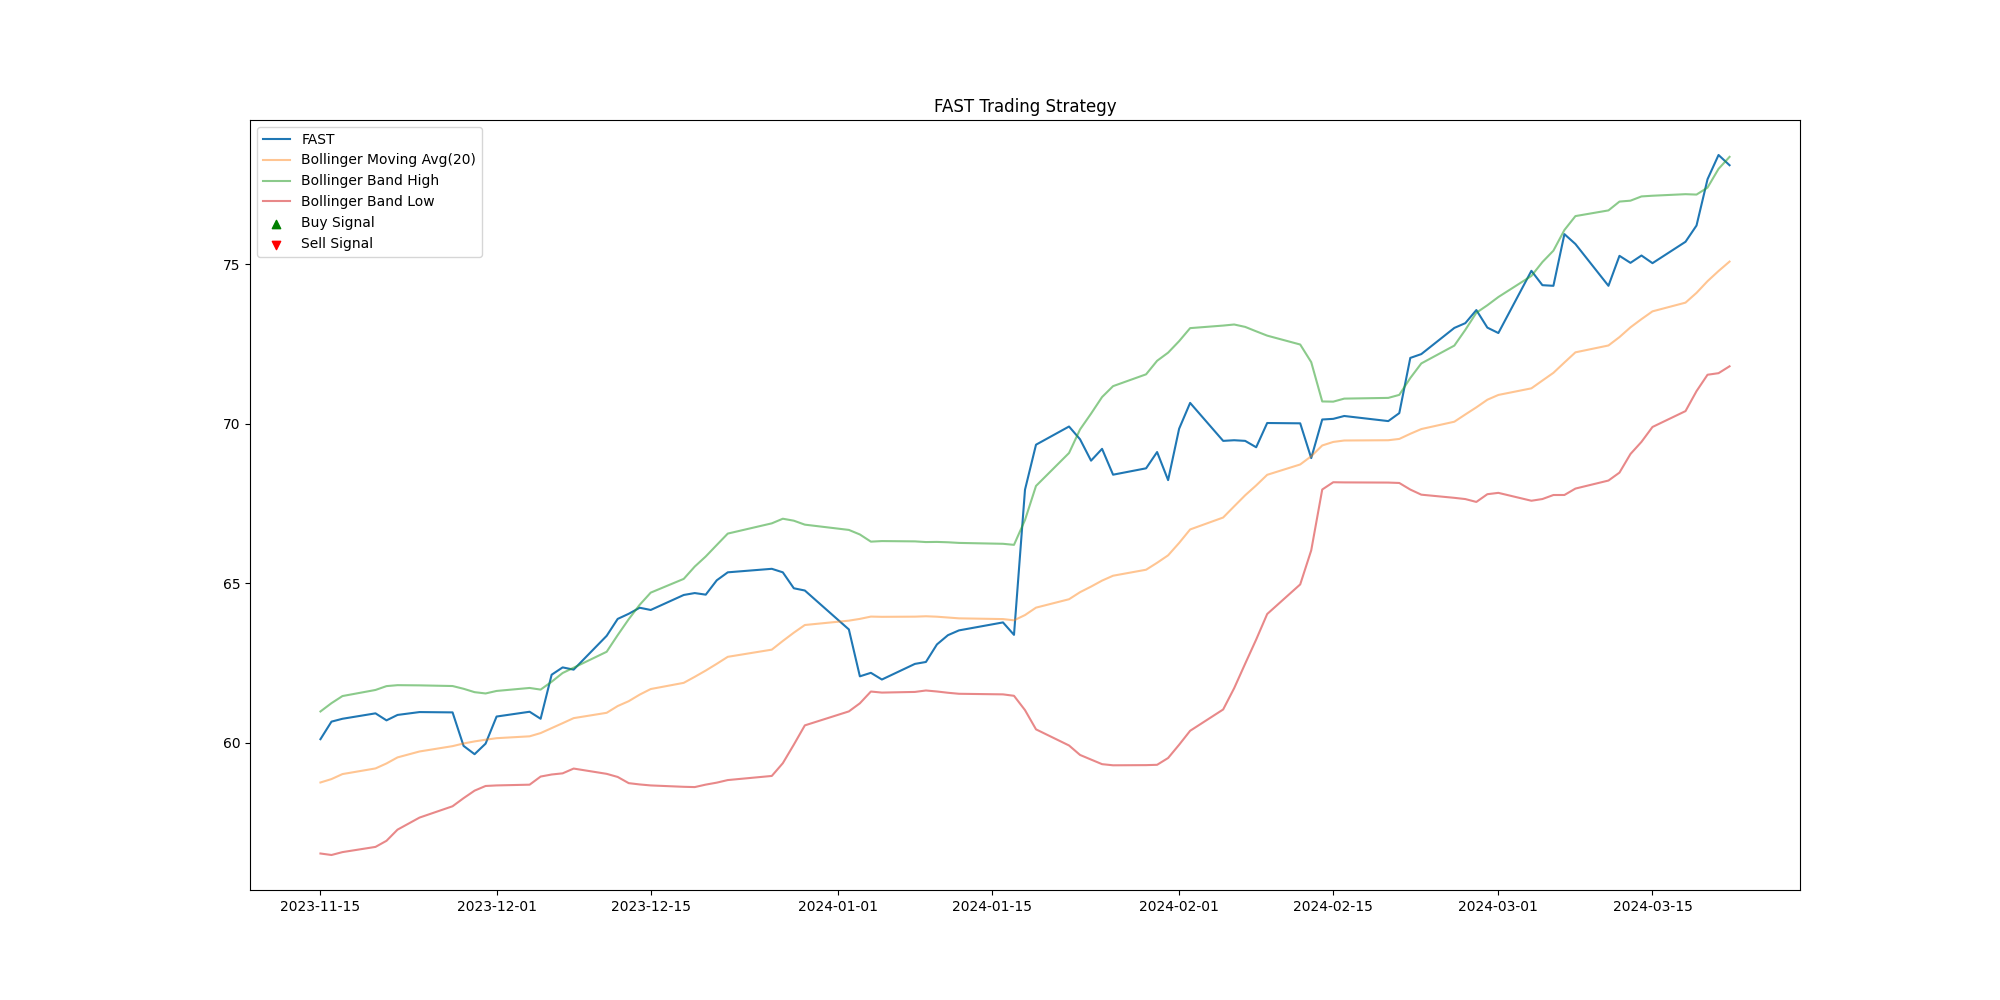 FAST Trading Strategy
FAST
Bollinger Moving Avg(20)
Bollinger Band High
Bollinger Band Low
Buy Signal
Sell Signal
75
70
65
60
2023-11-15 2023-12-01 2023-12-15 2024-01-01 2024-01-15 2024-02-01 2024-02-15 2024-03-01 2024-03-15